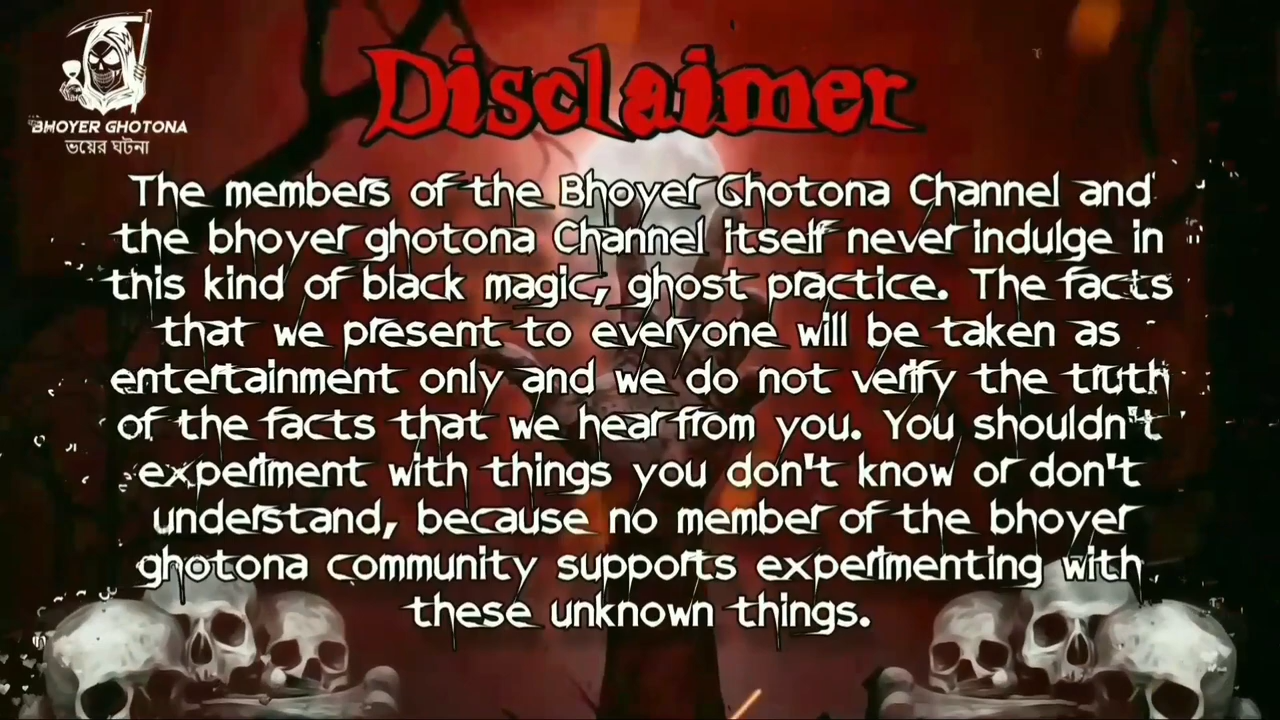 BHOYER GHOTONA
ভয়ের ঘটনা
Disclaimer
The members of the Bhoyer Ghotona Channel and
the bhoyer ghotona Channel itself never indulge in
this kind of black magic, ghost practice. The facts
that we present to everyone will be taken as
entertainment only and we do not verify the truth
of the facts that we hear from you. You shouldn't
experiment with things you don't know or don't
understand, because no member of the bhoyer
ghotona community supports experimenting with
these unknown things.